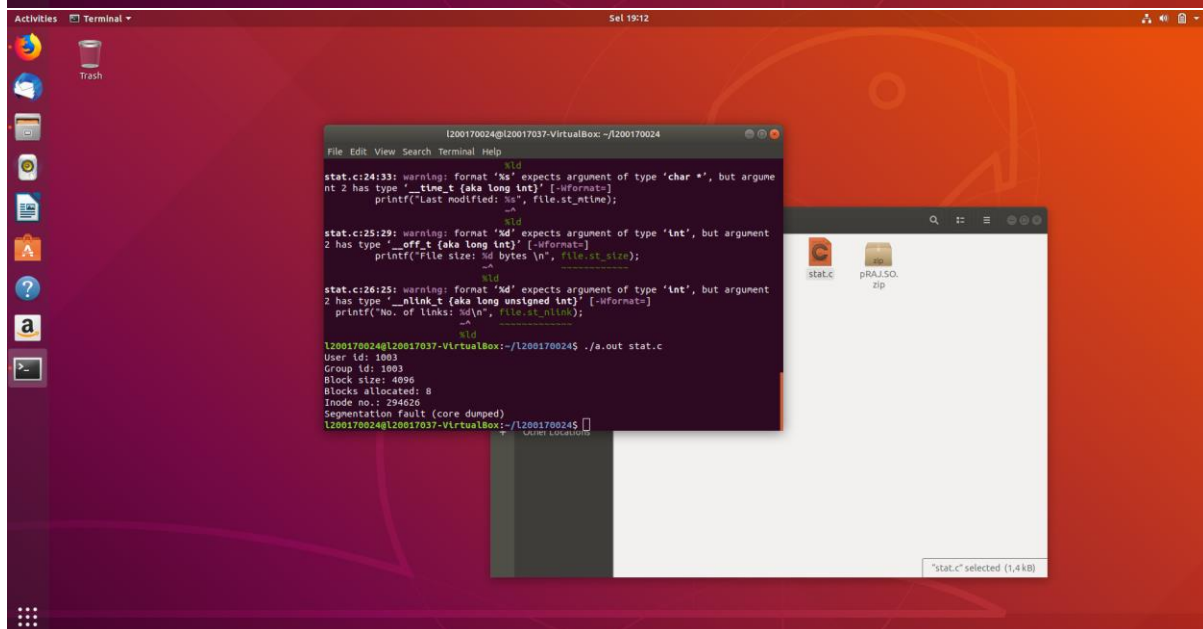 Activities Terminal Sel 19:12
Trash
l200170024@l20017037-VirtualBox: ~/l200170024
File Edit View Search Terminal Help
%ld
stat.c:24:33: warning: format ‘%s’ expects argument of type ‘char *’, but argume
nt 2 has type ‘__time_t {aka long int}’ [-Wformat=]
printf("Last modified: %s", file.st_mtime);
~^
%ld
stat.c:25:29: warning: format ‘%d’ expects argument of type ‘int’, but argument
2 has type ‘__off_t {aka long int}’ [-Wformat=]
printf("File size: %d bytes \n", file.st_size);
~^ ~~~~~~~~~~~~
%ld
stat.c:26:25: warning: format ‘%d’ expects argument of type ‘int’, but argument
2 has type ‘__nlink_t {aka long unsigned int}’ [-Wformat=]
printf("No. of links: %d\n", file.st_nlink);
~^ ~~~~~~~~~~~~~
%ld
l200170024@l20017037-VirtualBox:~/l200170024$ ./a.out stat.c
User id: 1003
Group id: 1003
Block size: 4096
Blocks allocated: 8
Inode no.: 294626
Segmentation fault (core dumped)
l200170024@l20017037-VirtualBox:~/l200170024$
+ Other Locations
C
stat.c
zip
pRAJ.SO.
zip
"stat.c" selected (1,4 kB)